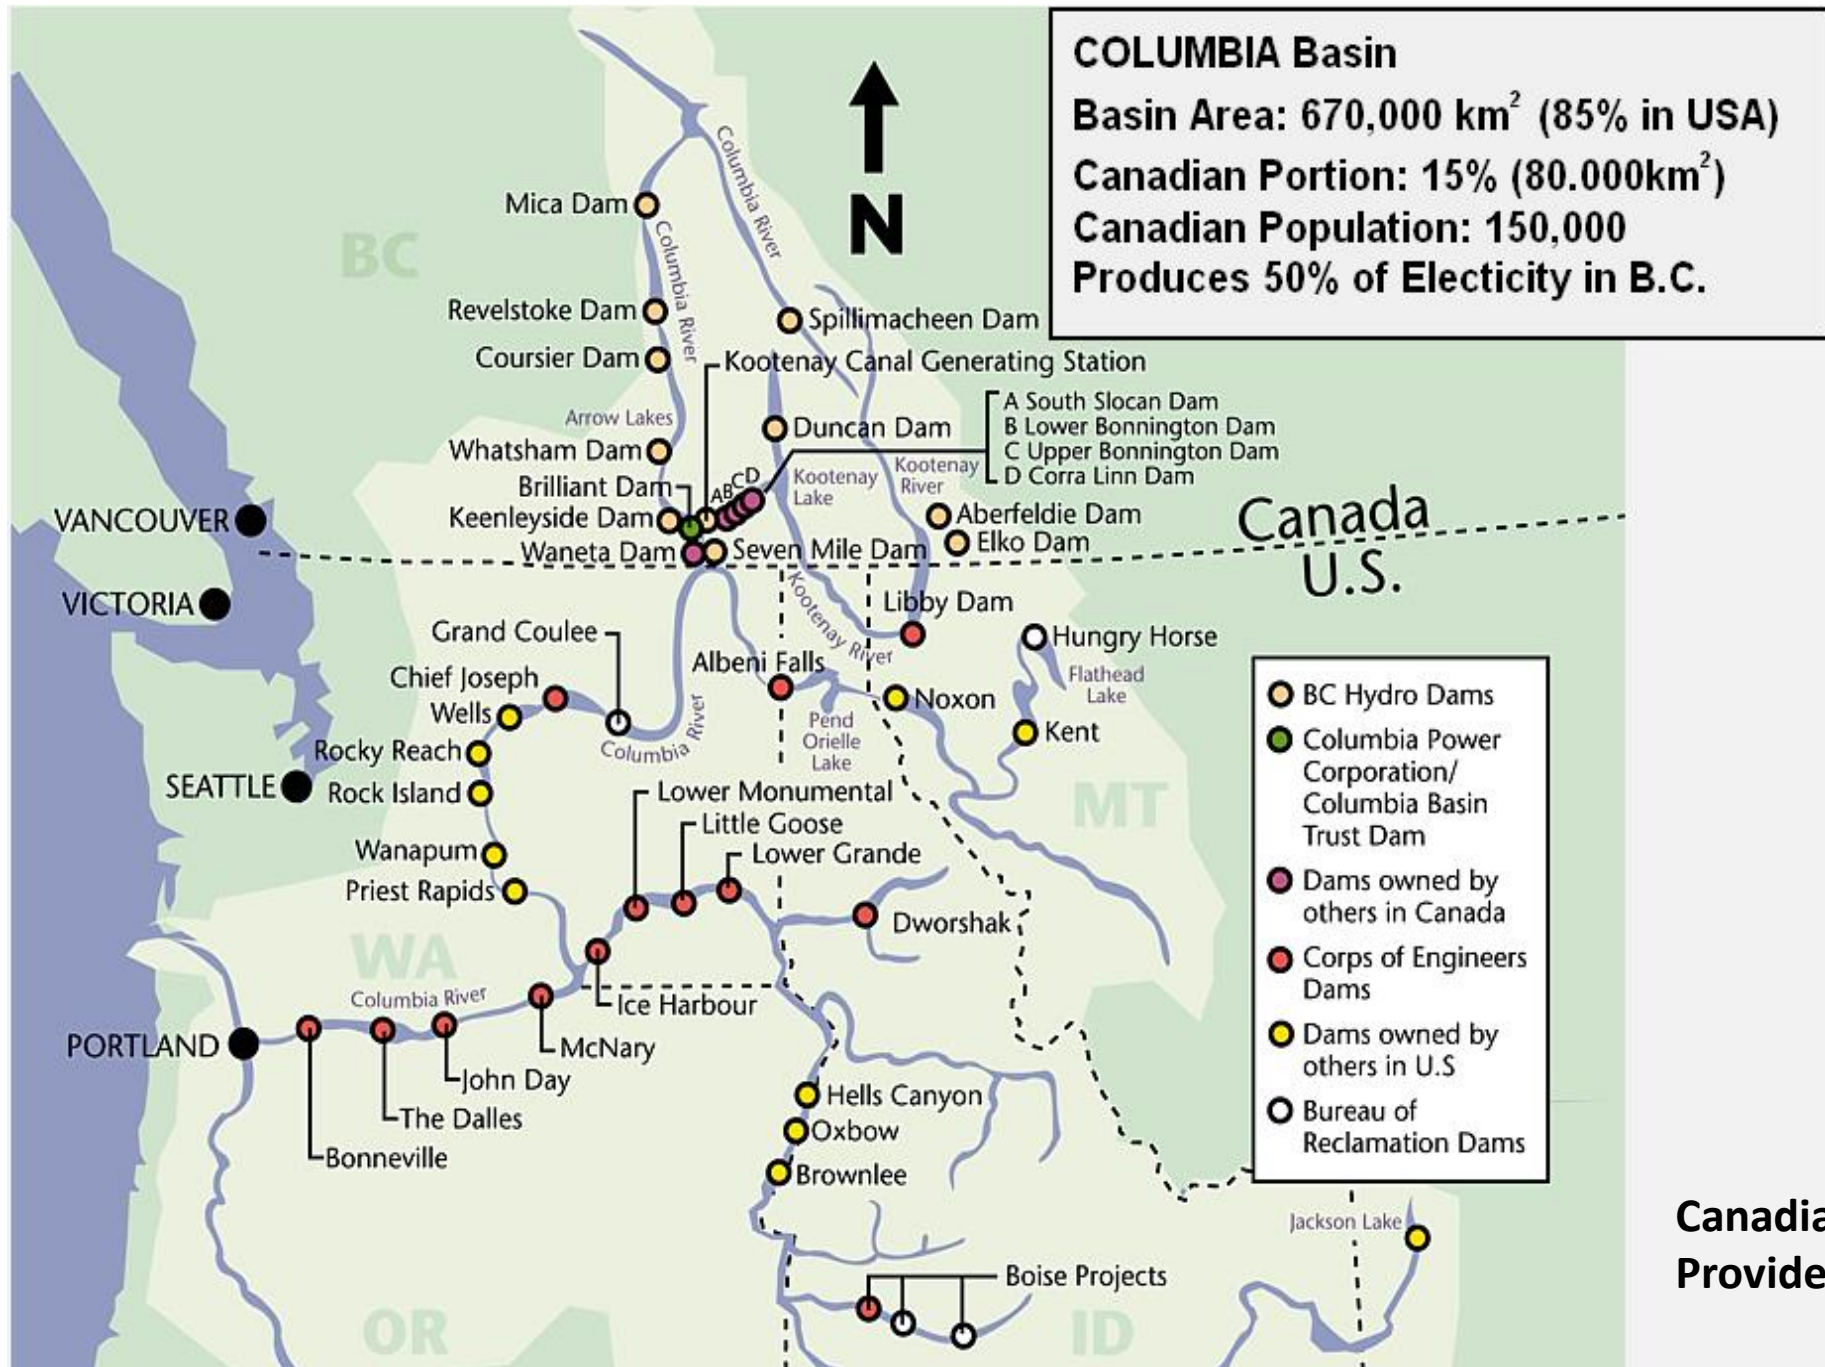 COLUMBIA Basin
Basin Area: 670,000 km² (85% in USA)
Canadian Portion: 15% (80.000km²)
Canadian Population: 150,000
Produces 50% of Electicity in B.C.
N
BC
Columbia River
Mica Dam
Columbia River
Revelstoke Dam
Spillimacheen Dam
Coursier Dam
Kootenay Canal Generating Station
A South Slocan Dam
B Lower Bonnington Dam
C Upper Bonnington Dam
D Corra Linn Dam
Arrow Lakes
Duncan Dam
Whatsham Dam
Kootenay
Lake
Kootenay
River
Brilliant Dam
A
B
C
D
Keenleyside Dam
Aberfeldie Dam
Waneta Dam
Seven Mile Dam
Elko Dam
VANCOUVER
Canada
U.S.
VICTORIA
Kootenay River
Libby Dam
Grand Coulee
Hungry Horse
Albeni Falls
Flathead
Lake
Chief Joseph
Wells
Noxon
Columbia River
Pend
Orielle
Lake
Kent
Rocky Reach
SEATTLE
Rock Island
Lower Monumental
Little Goose
Lower Grande
MT
Wanapum
Priest Rapids
Dworshak
WA
Columbia River
Ice Harbour
PORTLAND
McNary
John Day
The Dalles
Bonneville
Hells Canyon
Oxbow
Brownlee
Jackson Lake
Boise Projects
OR
ID
BC Hydro Dams
Columbia Power
Corporation/
Columbia Basin
Trust Dam
Dams owned by
others in Canada
Corps of Engineers
Dams
Dams owned by
others in U.S
Bureau of
Reclamation Dams
Canadia
Provide